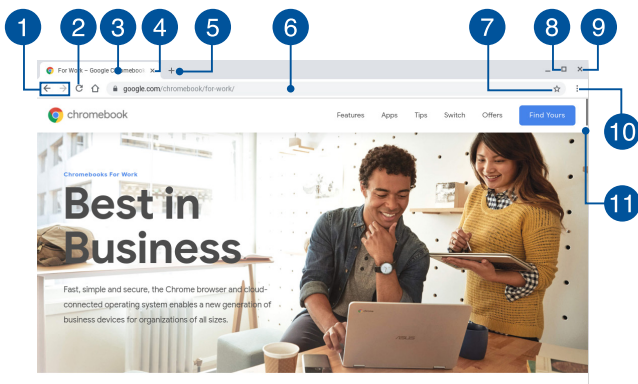 1 2 3 4 5 6 7 8 9
For Work – Google Chromebook
google.com/chromebook/for-work/
10
chromebook
Features Apps Tips Switch Offers Find Yours
Chromebooks For Work
Best in
Business
11
Fast, simple and secure, the Chrome browser and cloud-
connected operating system enables a new generation of
business devices for organizations of all sizes.
ASUS